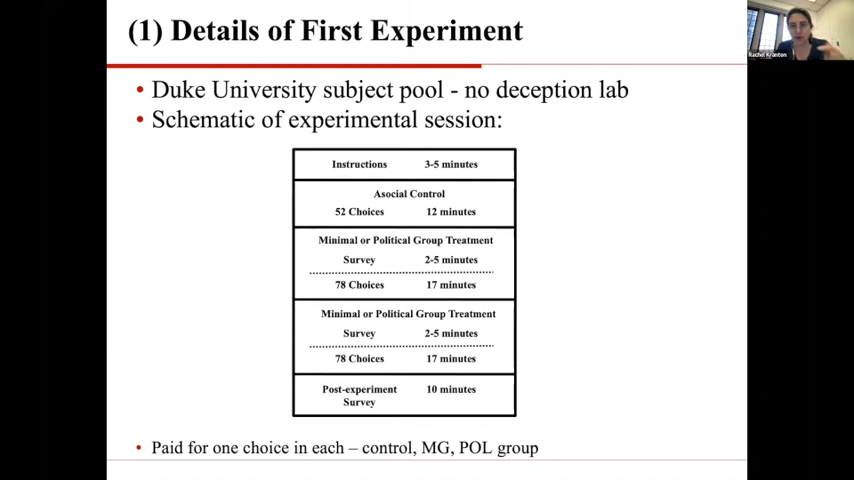 (1) Details of First Experiment
Rachel Kranton
• Duke University subject pool - no deception lab
• Schematic of experimental session:
Instructions 3-5 minutes
Asocial Control
52 Choices 12 minutes
Minimal or Political Group Treatment
Survey 2-5 minutes
78 Choices 17 minutes
Minimal or Political Group Treatment
Survey 2-5 minutes
78 Choices 17 minutes
Post-experiment 10 minutes
Survey
• Paid for one choice in each – control, MG, POL group